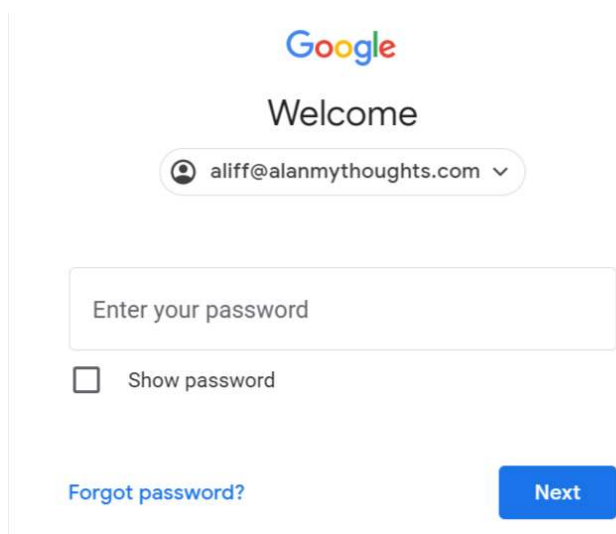 Google
Welcome
aliff@alanmythoughts.com
Enter your password
Show password
Forgot password?
Next